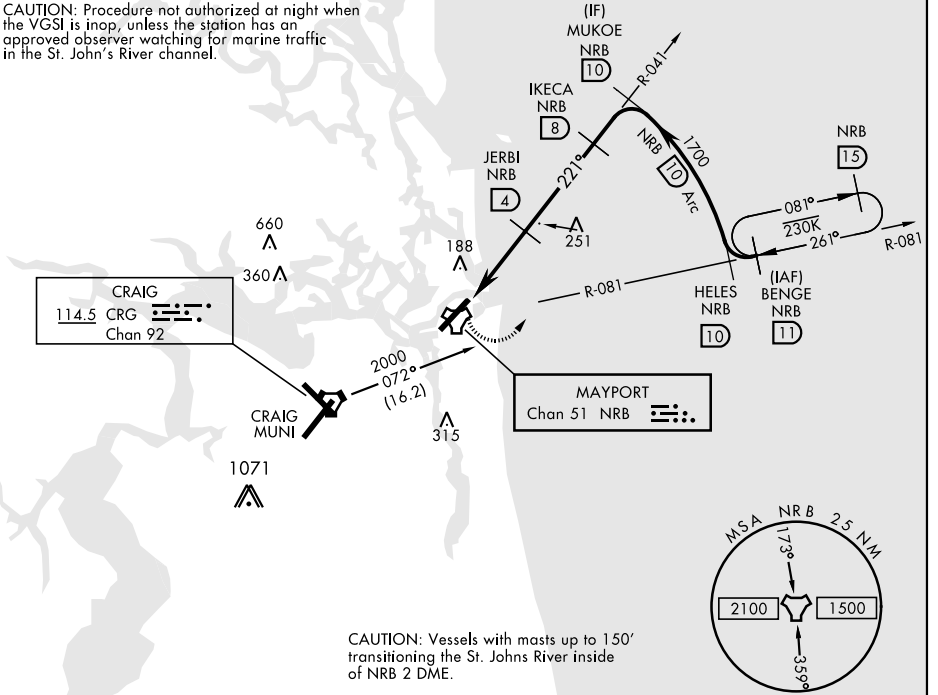 CAUTION: Procedure not authorized at night when
the VGSI is inop, unless the station has an
approved observer watching for marine traffic
in the St. John's River channel.
(IF)
MUKOE
NRB
10
R-041
IKECA
NRB
8
JERBI
NRB
4
221°
NRB 10 Arc
1700
NRB
15
081°
230K
261°
R-081
R-081
HELES
NRB
10
(IAF)
BENGE
NRB
11
251
188
660
360
CRAIG
114.5 CRG
Chan 92
2000
072°
(16.2)
CRAIG
MUNI
315
1071
MAYPORT
Chan 51 NRB
MSA NRB 25 NM
173°
2100
1500
359°
CAUTION: Vessels with masts up to 150'
transitioning the St. Johns River inside
of NRB 2 DME.